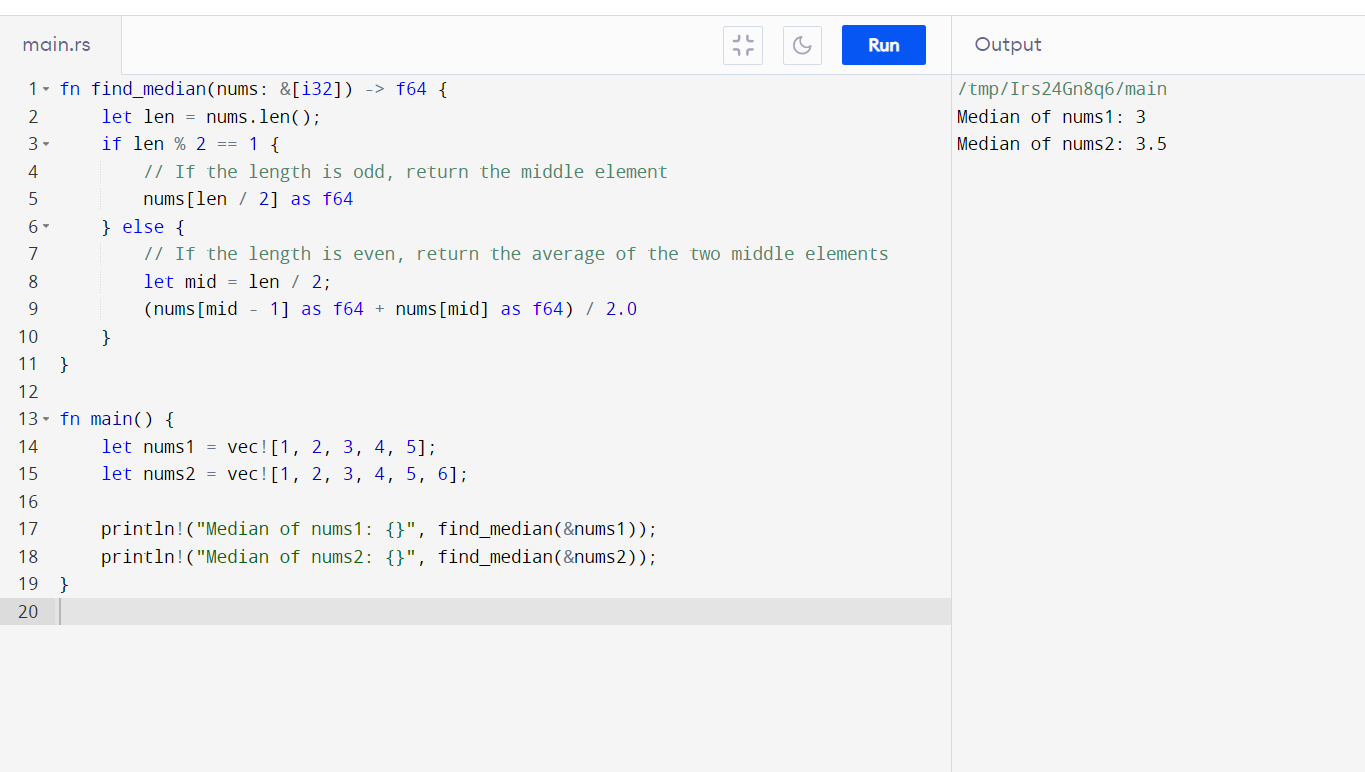 main.rs
Run
Output
1 fn find_median(nums: &[i32]) -> f64 {
2     let len = nums.len();
3     if len % 2 == 1 {
4         // If the length is odd, return the middle element
5         nums[len / 2] as f64
6     } else {
7         // If the length is even, return the average of the two middle elements
8         let mid = len / 2;
9         (nums[mid - 1] as f64 + nums[mid] as f64) / 2.0
10     }
11 }
12
13 fn main() {
14     let nums1 = vec![1, 2, 3, 4, 5];
15     let nums2 = vec![1, 2, 3, 4, 5, 6];
16
17     println!("Median of nums1: {}", find_median(&nums1));
18     println!("Median of nums2: {}", find_median(&nums2));
19 }
20
/tmp/Irs24Gn8q6/main
Median of nums1: 3
Median of nums2: 3.5